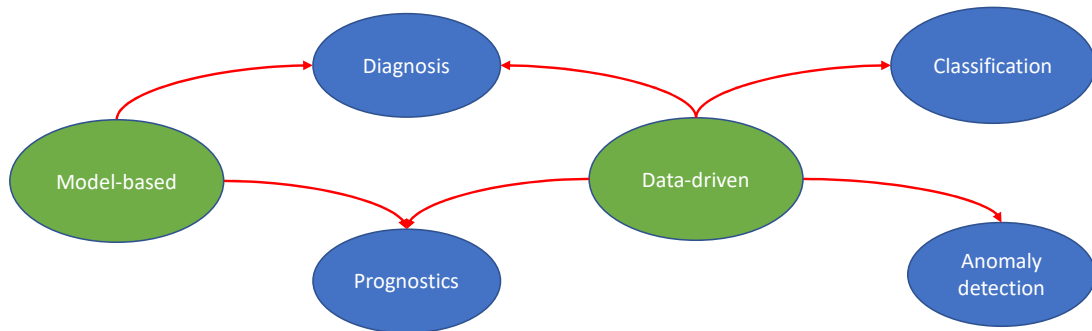 Diagnosis
Classification
Model-based
Data-driven
Prognostics
Anomaly
detection